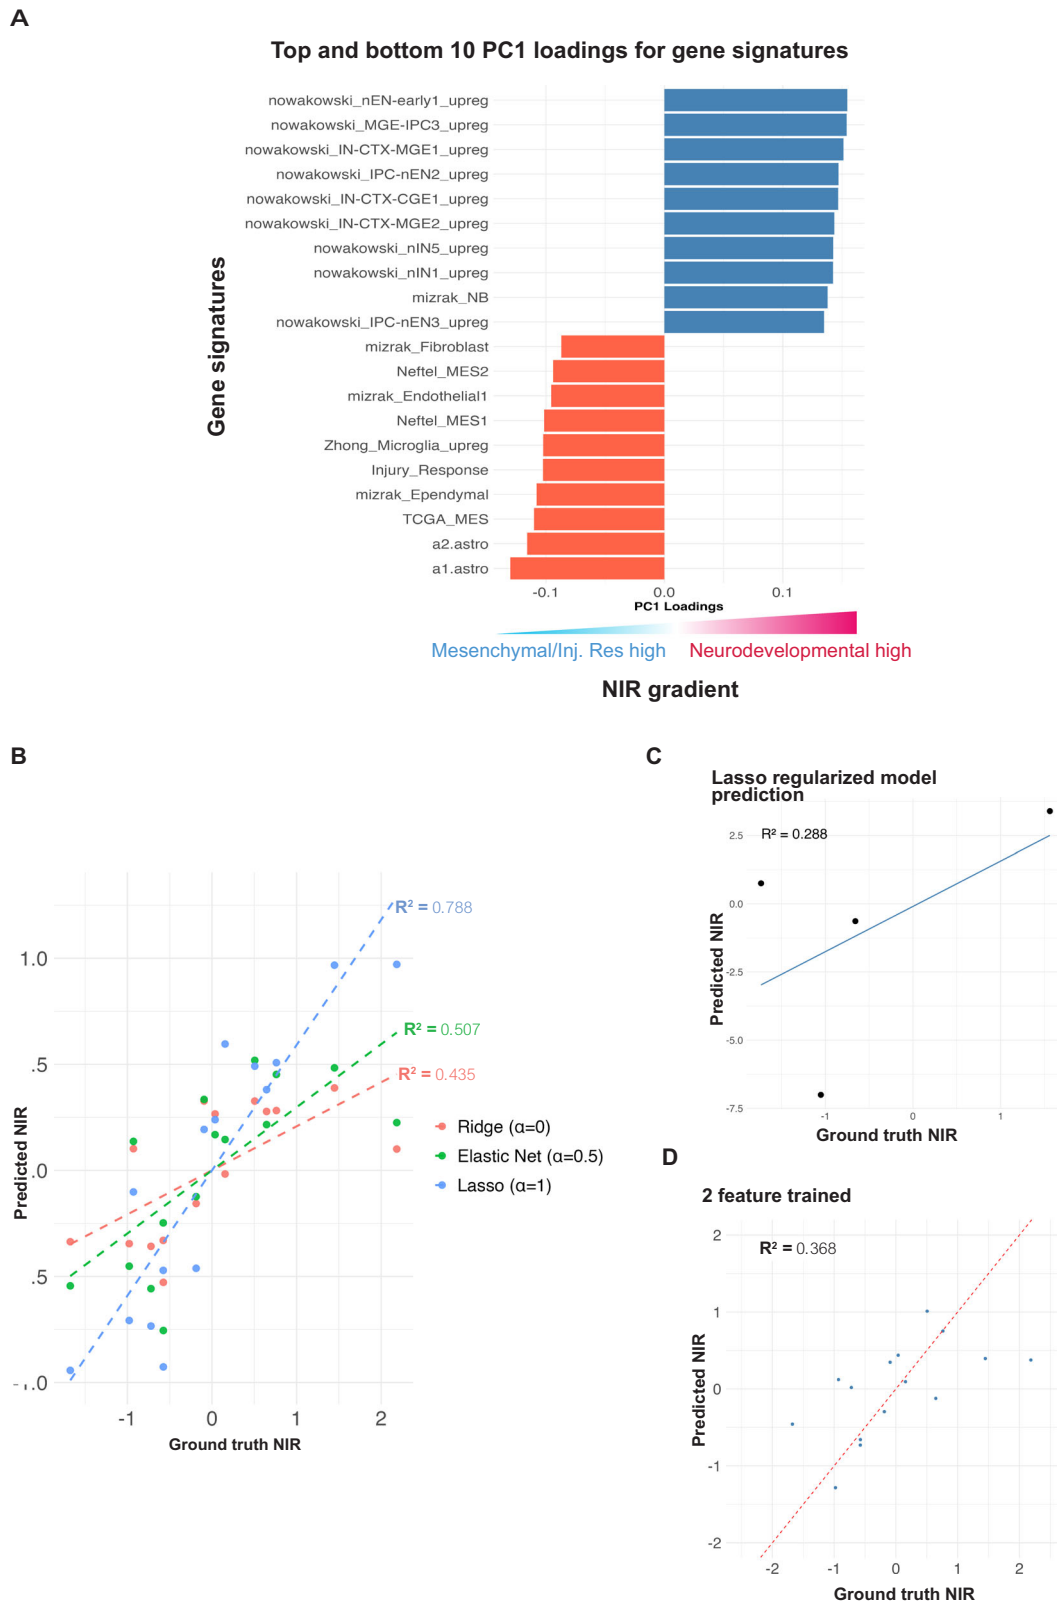 A
Top and bottom 10 PC1 loadings for gene signatures
Gene signatures
nowakowski_nEN-early1_upreg
nowakowski_MGE-IPC3_upreg
nowakowski_IN-CTX-MGE1_upreg
nowakowski_IPC-nEN2_upreg
nowakowski_IN-CTX-CGE1_upreg
nowakowski_IN-CTX-MGE2_upreg
nowakowski_nIN5_upreg
nowakowski_nIN1_upreg
mizrak_NB
nowakowski_IPC-nEN3_upreg
mizrak_Fibroblast
Neftel_MES2
mizrak_Endothelial1
Neftel_MES1
Zhong_Microglia_upreg
Injury_Response
mizrak_Ependymal
TCGA_MES
a2.astro
a1.astro
-0.1 0.0 0.1
PC1 Loadings
Mesenchymal/Inj. Res high Neurodevelopmental high
NIR gradient
B
Predicted NIR
1.0
.5
.0
.5
.0
R² = 0.788
R² = 0.507
R² = 0.435
Ridge (α=0)
Elastic Net (α=0.5)
Lasso (α=1)
-1 0 1 2
Ground truth NIR
C
Lasso regularized model
prediction
R² = 0.288
Predicted NIR
2.5
0.0
-2.5
-5.0
-7.5
-1 0 1
Ground truth NIR
D
2 feature trained
R² = 0.368
Predicted NIR
2
1
0
-1
-2
-2 -1 0 1 2
Ground truth NIR